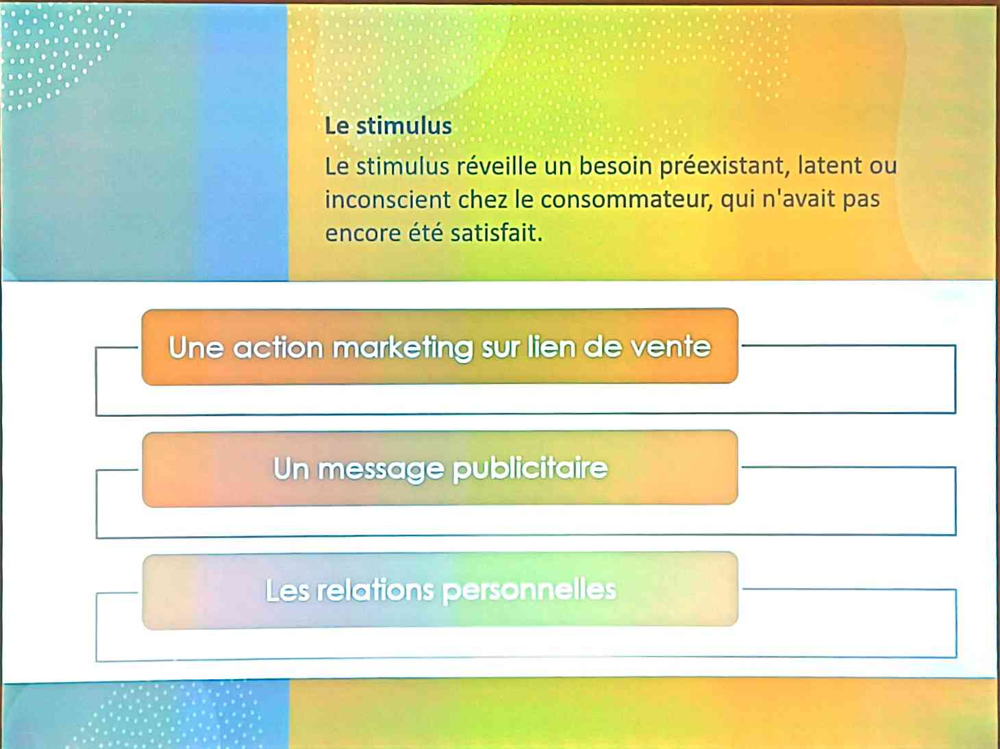 Le stimulus
Le stimulus réveille un besoin préexistant, latent ou
inconscient chez le consommateur, qui n'avait pas
encore été satisfait.
Une action marketing sur lien de vente
Un message publicitaire
Les relations personnelles